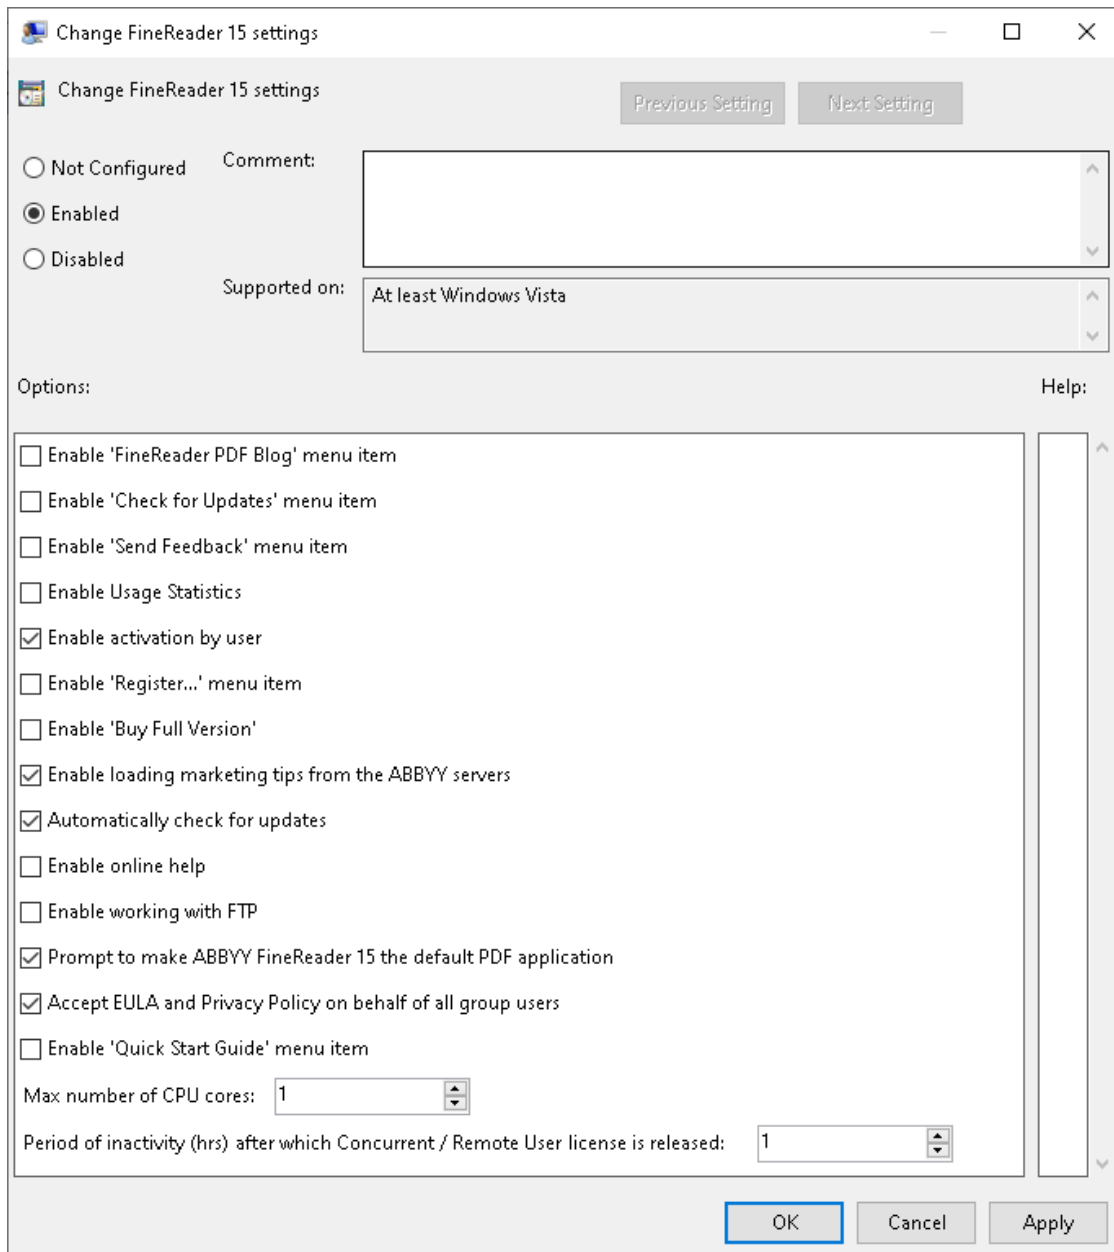 Change FineReader 15 settings
Change FineReader 15 settings
Previous Setting
Next Setting
Not Configured
Comment:
Enabled
Disabled
Supported on:
At least Windows Vista
Options:
Help:
Enable 'FineReader PDF Blog' menu item
Enable 'Check for Updates' menu item
Enable 'Send Feedback' menu item
Enable Usage Statistics
Enable activation by user
Enable 'Register...' menu item
Enable 'Buy Full Version'
Enable loading marketing tips from the ABBYY servers
Automatically check for updates
Enable online help
Enable working with FTP
Prompt to make ABBYY FineReader 15 the default PDF application
Accept EULA and Privacy Policy on behalf of all group users
Enable 'Quick Start Guide' menu item
Max number of CPU cores: 1
Period of inactivity (hrs) after which Concurrent / Remote User license is released: 1
OK
Cancel
Apply